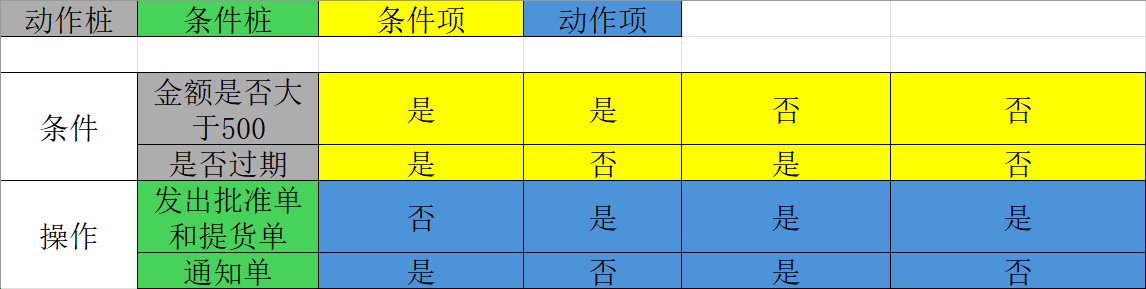 动作桩 条件桩 条件项 动作项
条件
金额是否大
于500
是 是 否 否
是否过期 是 否 是 否
操作
发出批准单
和提货单
否 是 是 是
通知单 是 否 是 否